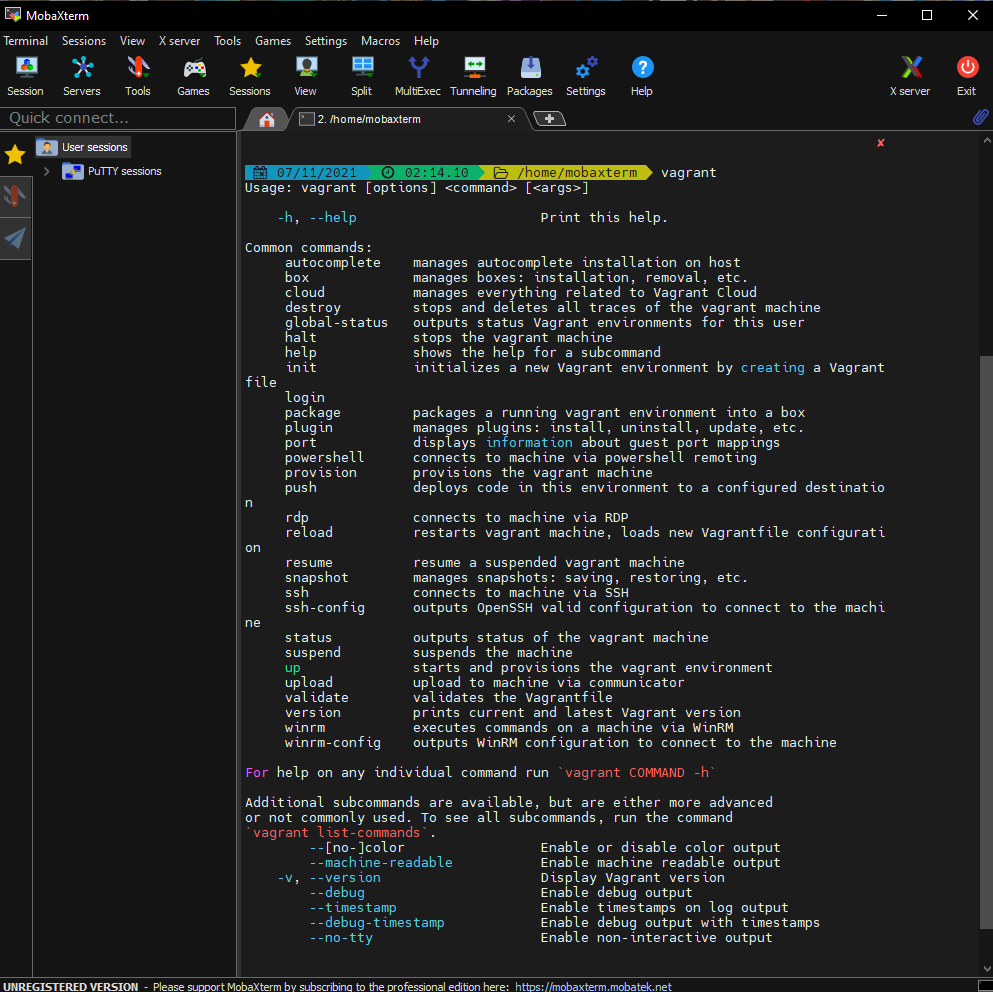 MobaXterm
Terminal Sessions View X server Tools Games Settings Macros Help
Session Servers Tools Games Sessions View Split MultiExec Tunneling Packages Settings Help X server Exit
Quick connect...
2. /home/mobaxterm
User sessions
PuTTY sessions
07/11/2021 02:14.10 /home/mobaxterm vagrant
Usage: vagrant [options] <command> [<args>]
-h, --help Print this help.
Common commands:
autocomplete manages autocomplete installation on host
box manages boxes: installation, removal, etc.
cloud manages everything related to Vagrant Cloud
destroy stops and deletes all traces of the vagrant machine
global-status outputs status Vagrant environments for this user
halt stops the vagrant machine
help shows the help for a subcommand
init initializes a new Vagrant environment by creating a Vagrant
file
login
package packages a running vagrant environment into a box
plugin manages plugins: install, uninstall, update, etc.
port displays information about guest port mappings
powershell connects to machine via powershell remoting
provision provisions the vagrant machine
push deploys code in this environment to a configured destinatio
n
rdp connects to machine via RDP
reload restarts vagrant machine, loads new Vagrantfile configurati
on
resume resume a suspended vagrant machine
snapshot manages snapshots: saving, restoring, etc.
ssh connects to machine via SSH
ssh-config outputs OpenSSH valid configuration to connect to the machi
ne
status outputs status of the vagrant machine
suspend suspends the machine
up starts and provisions the vagrant environment
upload upload to machine via communicator
validate validates the Vagrantfile
version prints current and latest Vagrant version
winrm executes commands on a machine via WinRM
winrm-config outputs WinRM configuration to connect to the machine
For help on any individual command run `vagrant COMMAND -h`
Additional subcommands are available, but are either more advanced
or not commonly used. To see all subcommands, run the command
`vagrant list-commands`.
--[no-]color Enable or disable color output
--machine-readable Enable machine readable output
-v, --version Display Vagrant version
--debug Enable debug output
--timestamp Enable timestamps on log output
--debug-timestamp Enable debug output with timestamps
--no-tty Enable non-interactive output
UNREGISTERED VERSION - Please support MobaXterm by subscribing to the professional edition here: https://mobaxterm.mobatek.net